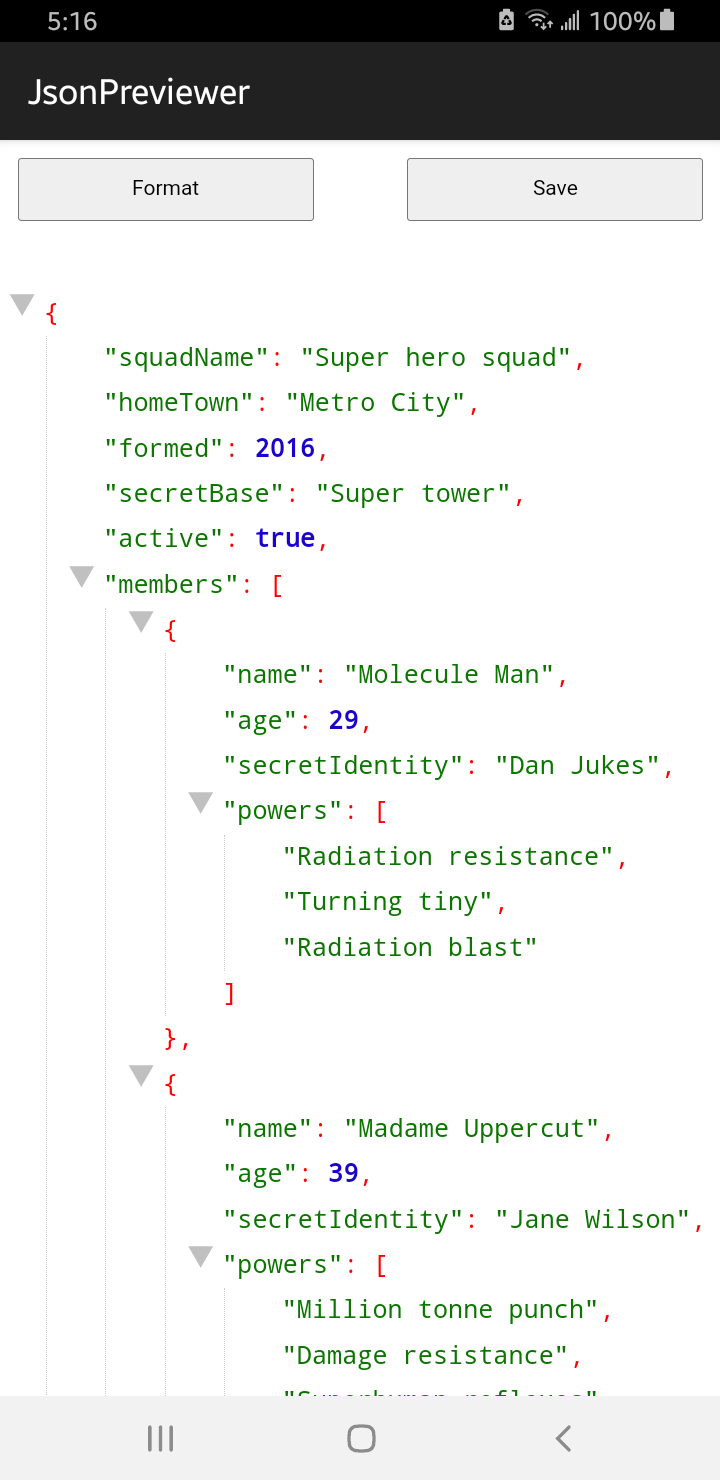 5:16 100%
JsonPreviewer
Format Save
{
"squadName": "Super hero squad",
"homeTown": "Metro City",
"formed": 2016,
"secretBase": "Super tower",
"active": true,
"members": [
{
"name": "Molecule Man",
"age": 29,
"secretIdentity": "Dan Jukes",
"powers": [
"Radiation resistance",
"Turning tiny",
"Radiation blast"
]
},
{
"name": "Madame Uppercut",
"age": 39,
"secretIdentity": "Jane Wilson",
"powers": [
"Million tonne punch",
"Damage resistance",
"Superhuman reflexes"